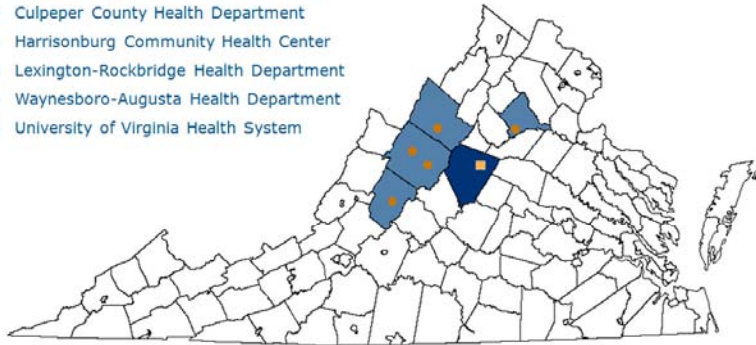 Culpeper County Health Department
Harrisonburg Community Health Center
Lexington-Rockbridge Health Department
Waynesboro-Augusta Health Department
University of Virginia Health System